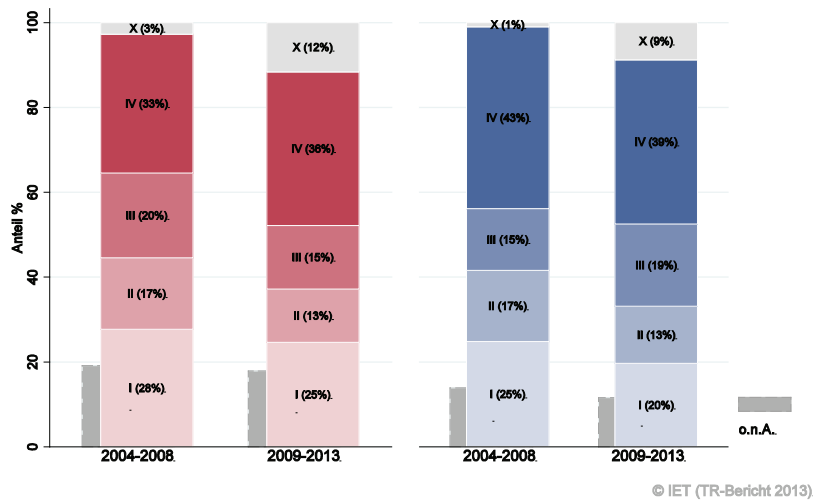 100
80
60
40
20
0
Anteil %
X (3%).
IV (33%).
III (20%).
II (17%).
I (28%).
X (12%).
IV (36%).
III (15%).
II (13%).
I (25%).
X (1%).
IV (43%).
III (15%).
II (17%).
I (25%).
X (9%).
IV (39%).
III (19%).
II (13%).
I (20%).
2004-2008.
2009-2013.
2004-2008.
2009-2013.
o.n.A..
© IET (TR-Bericht 2013)